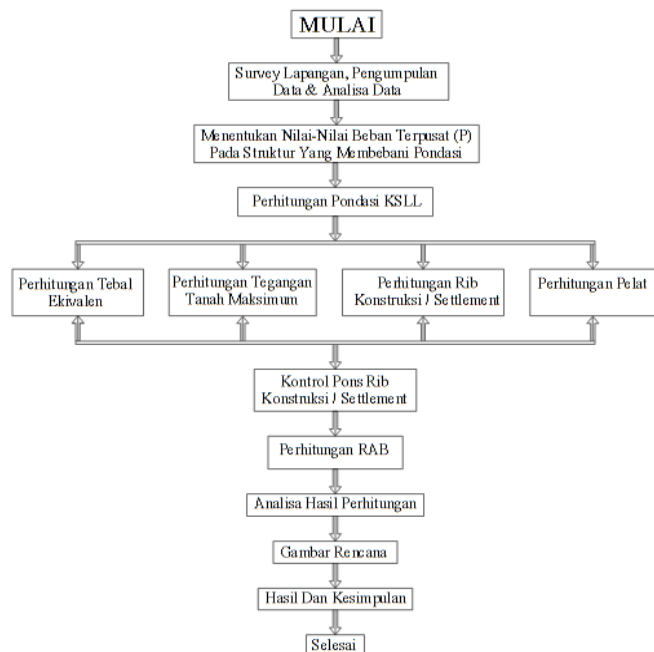 MULAI
Survey Lapangan, Pengumpulan
Data & Analisa Data
Menentukan Nilai-Nilai Beban Terpusat (P)
Pada Struktur Yang Membebani Pondasi
Perhitungan Pondasi KSLL
Perhitungan Tebal
Ekivalen
Perhitungan Tegangan
Tanah Maksimum
Perhitungan Rib
Konstruksi / Settlement
Perhitungan Pelat
Kontrol Pons Rib
Konstruksi / Settlement
Perhitungan RAB
Analisa Hasil Perhitungan
Gambar Rencana
Hasil Dan Kesimpulan
Selesai